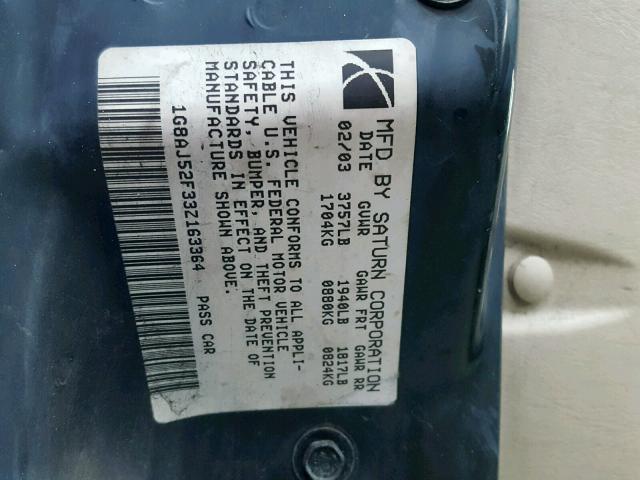 MFD BY SATURN CORPORATION
DATE GVWR GAWR FRT GAWR RR
02/03 3757LB 1940LB 1817LB
1704KG 0880KG 0824KG
THIS VEHICLE CONFORMS TO ALL APPLI-
CABLE U.S. FEDERAL MOTOR VEHICLE
SAFETY, BUMPER, AND THEFT PREVENTION
STANDARDS IN EFFECT ON THE DATE OF
MANUFACTURE SHOWN ABOVE.
1G8AJ52F33Z163364 PASS CAR